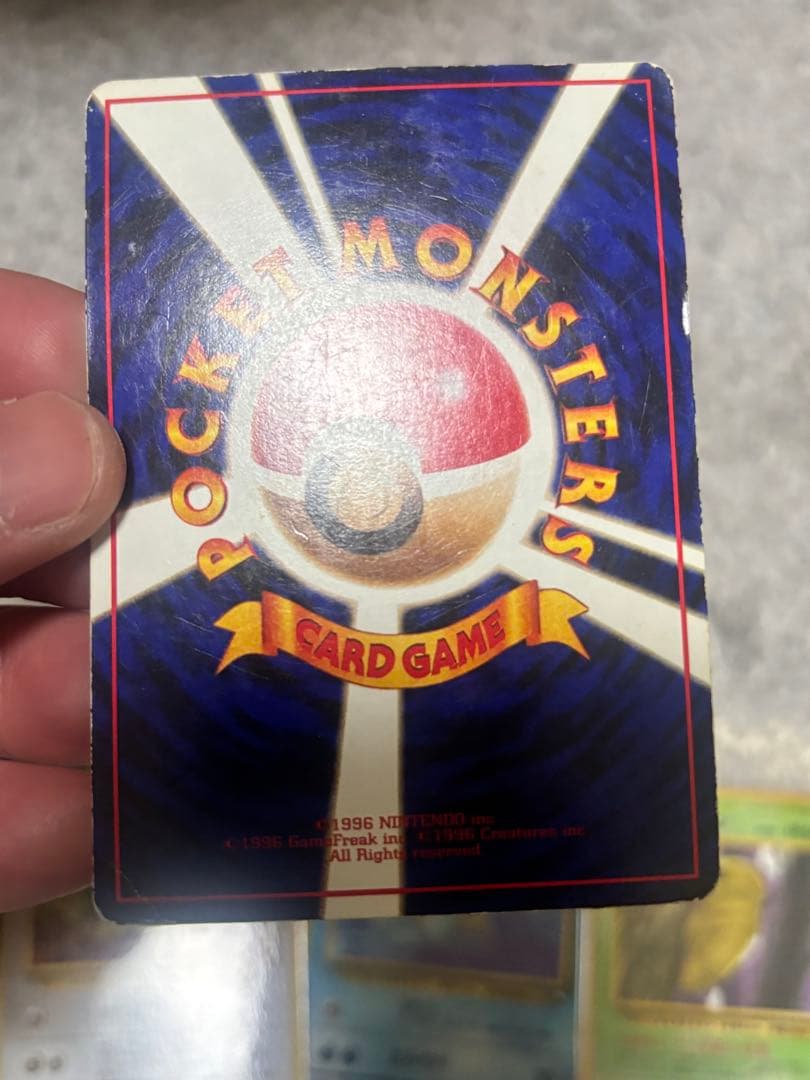 POCKET MONSTERS
CARD GAME
©1996 NINTENDO inc
©1996 GameFreak inc ©1996 Creatures inc
All Rights reserved